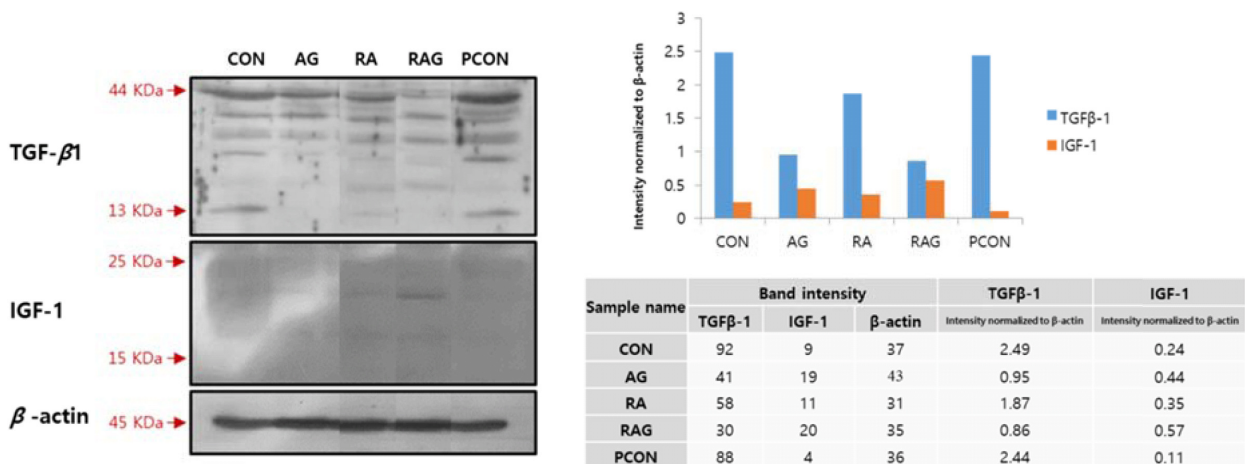 CON AG RA RAG PCON
44 KDa
TGF-β1
13 KDa
25 KDa
IGF-1
15 KDa
β -actin
45 KDa
Intensity normalized to β-actin
3
2.5
2
1.5
1
0.5
0
CON AG RA RAG PCON
TGFβ-1
IGF-1
Sample name Band intensity TGFβ-1 IGF-1
TGFβ-1 IGF-1 β-actin Intensity normalized to β-actin Intensity normalized to β-actin
CON 92 9 37 2.49 0.24
AG 41 19 43 0.95 0.44
RA 58 11 31 1.87 0.35
RAG 30 20 35 0.86 0.57
PCON 88 4 36 2.44 0.11